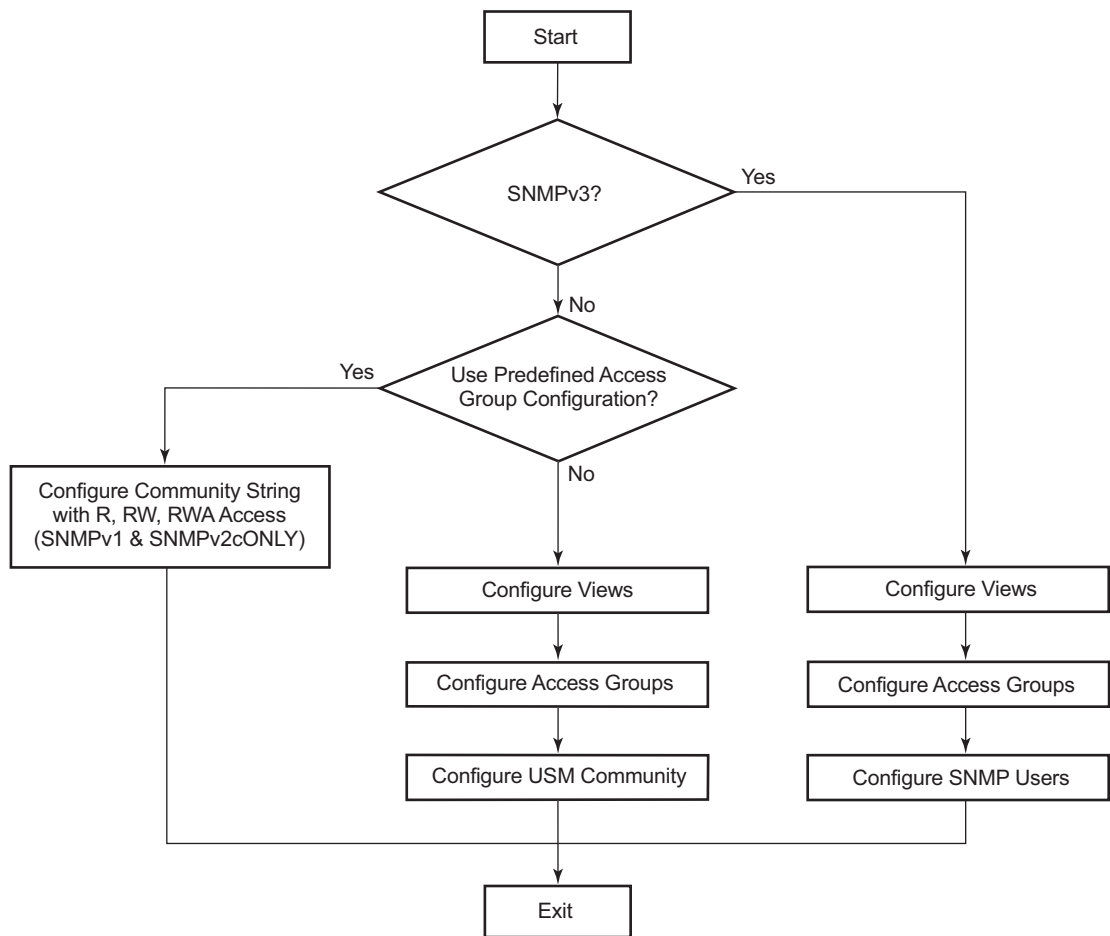 Start
SNMPv3?
Yes
No
Yes
Use Predefined Access
Group Configuration?
No
Configure Community String
with R, RW, RWA Access
(SNMPv1 & SNMPv2cONLY)
Configure Views
Configure Views
Configure Access Groups
Configure Access Groups
Configure USM Community
Configure SNMP Users
Exit